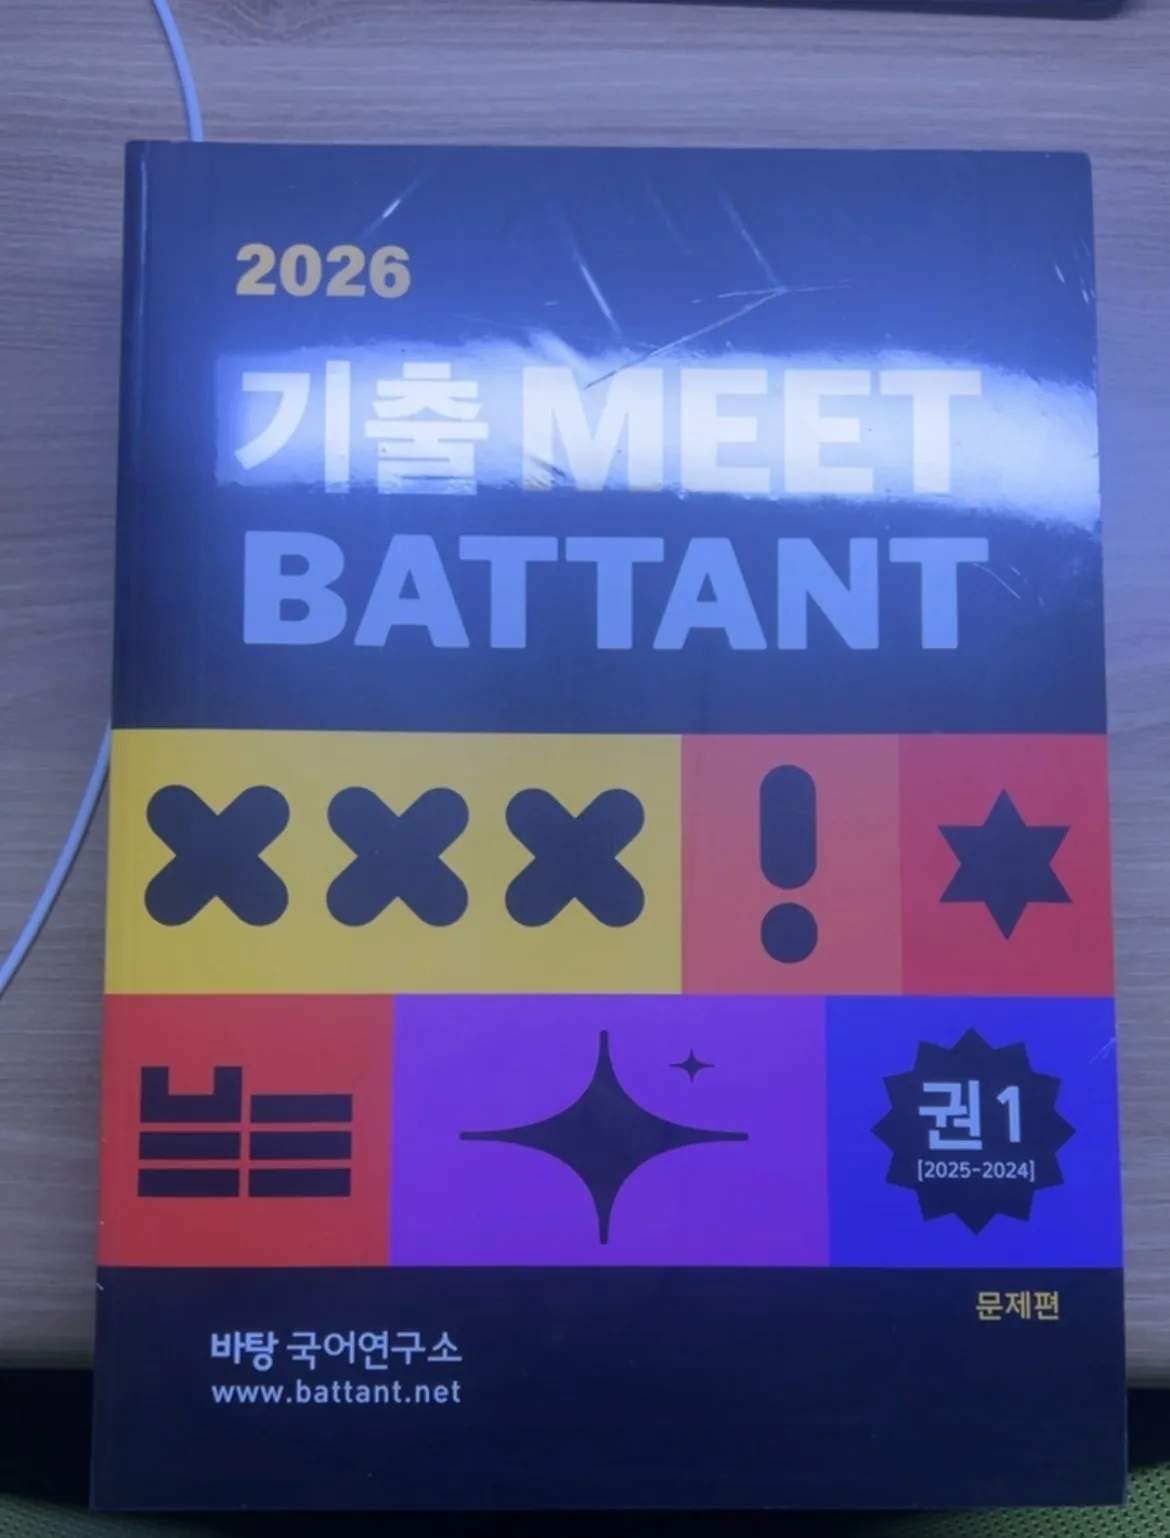 2026
기출 MEET
BATTANT
권1
[2025-2024]
문제편
바탕 국어연구소
www.battant.net